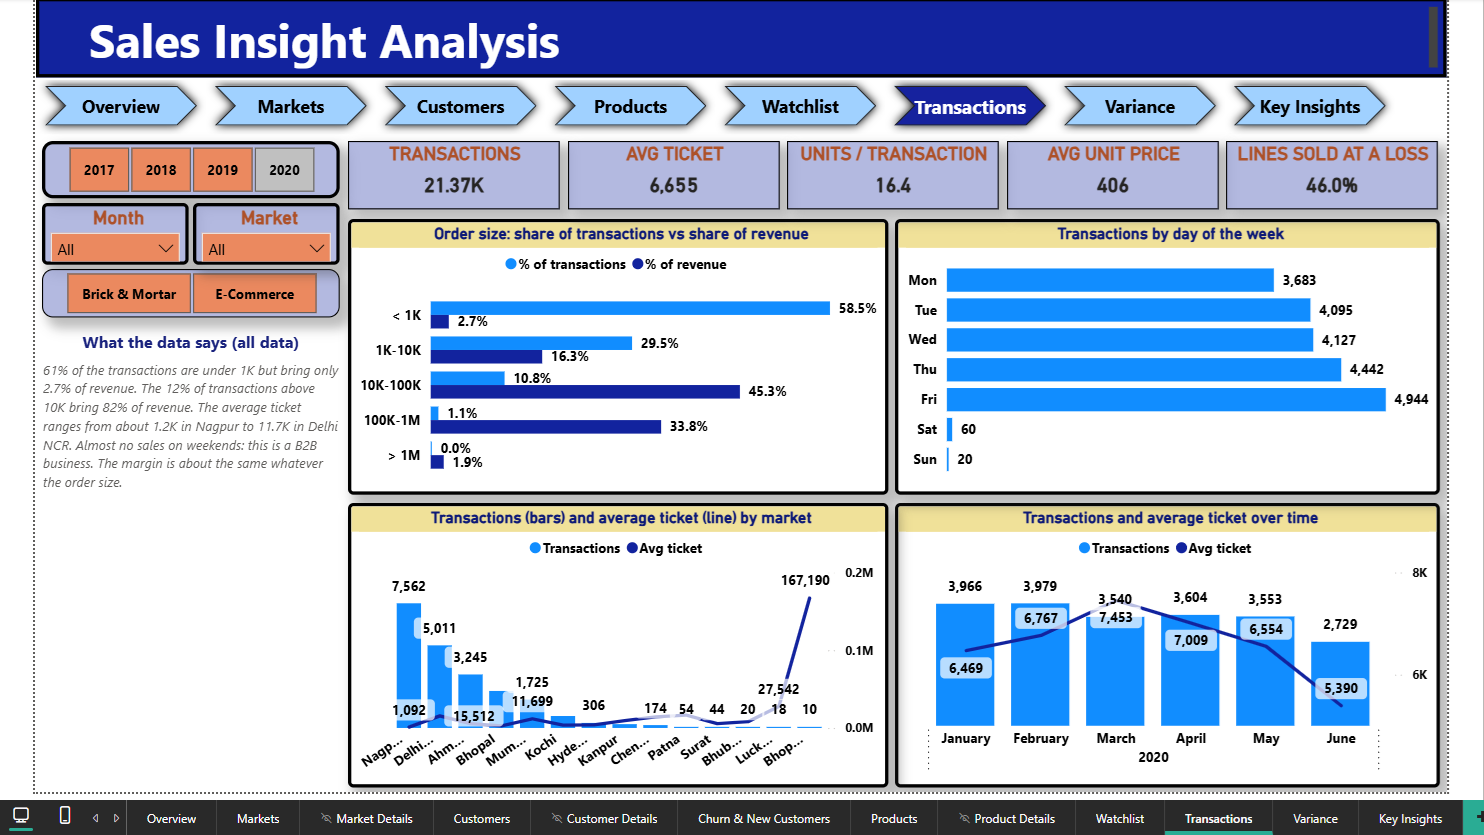 Sales Insight Analysis
Overview
Markets
Customers
Products
Watchlist
Transactions
Variance
Key Insights
2017
2018
2019
2020
Month
All
Market
All
Brick & Mortar
E-Commerce
What the data says (all data)
61% of the transactions are under 1K but bring only
2.7% of revenue. The 12% of transactions above
10K bring 82% of revenue. The average ticket
ranges from about 1.2K in Nagpur to 11.7K in Delhi
NCR. Almost no sales on weekends: this is a B2B
business. The margin is about the same whatever
the order size.
TRANSACTIONS
21.37K
AVG TICKET
6,655
UNITS / TRANSACTION
16.4
AVG UNIT PRICE
406
LINES SOLD AT A LOSS
46.0%
Order size: share of transactions vs share of revenue
% of transactions % of revenue
< 1K 58.5%
2.7%
1K-10K 29.5%
16.3%
10K-100K 10.8%
45.3%
100K-1M 1.1%
33.8%
> 1M 0.0%
1.9%
Transactions by day of the week
Mon 3,683
Tue 4,095
Wed 4,127
Thu 4,442
Fri 4,944
Sat 60
Sun 20
Transactions (bars) and average ticket (line) by market
Transactions Avg ticket
0.2M
167,190
7,562
5,011
3,245
0.1M
1,725
27,542
11,699
306
1,092
15,512
174
54
44
20
18
10
0.0M
Nagp...
Delhi...
Ahm...
Bhopal
Mum...
Kochi
Hyde...
Kanpur
Chen...
Patna
Surat
Bhub...
Luck...
Bhop...
Transactions and average ticket over time
Transactions Avg ticket
8K
3,966
3,979
3,540
3,604
3,553
2,729
6,469
6,767
7,453
7,009
6,554
5,390
6K
January
February
March
April
May
June
2020
Overview
Markets
Market Details
Customers
Customer Details
Churn & New Customers
Products
Product Details
Watchlist
Transactions
Variance
Key Insights